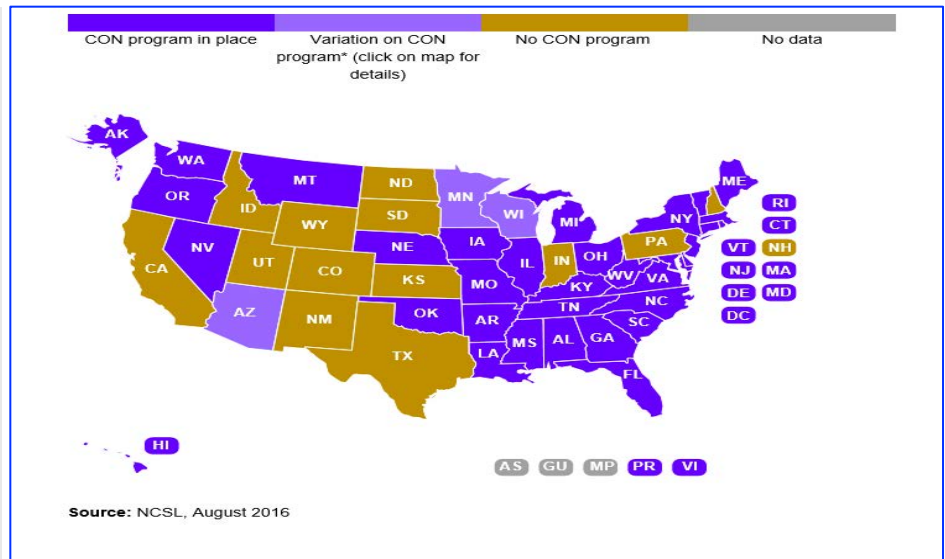 CON program in place
Variation on CON
program* (click on map for
details)
No CON program
No data
AK
WA
OR
MT
ID
ND
SD
MN
WI
MI
ME
NY
RI
CT
VT
NH
NJ
MA
DE
MD
DC
WY
NV
CA
UT
CO
NE
IA
IL
IN
OH
PA
KS
MO
KY
WV
VA
NC
TN
SC
AZ
NM
OK
AR
TX
LA
MS
AL
GA
FL
HI
AS
GU
MP
PR
VI
Source: NCSL, August 2016